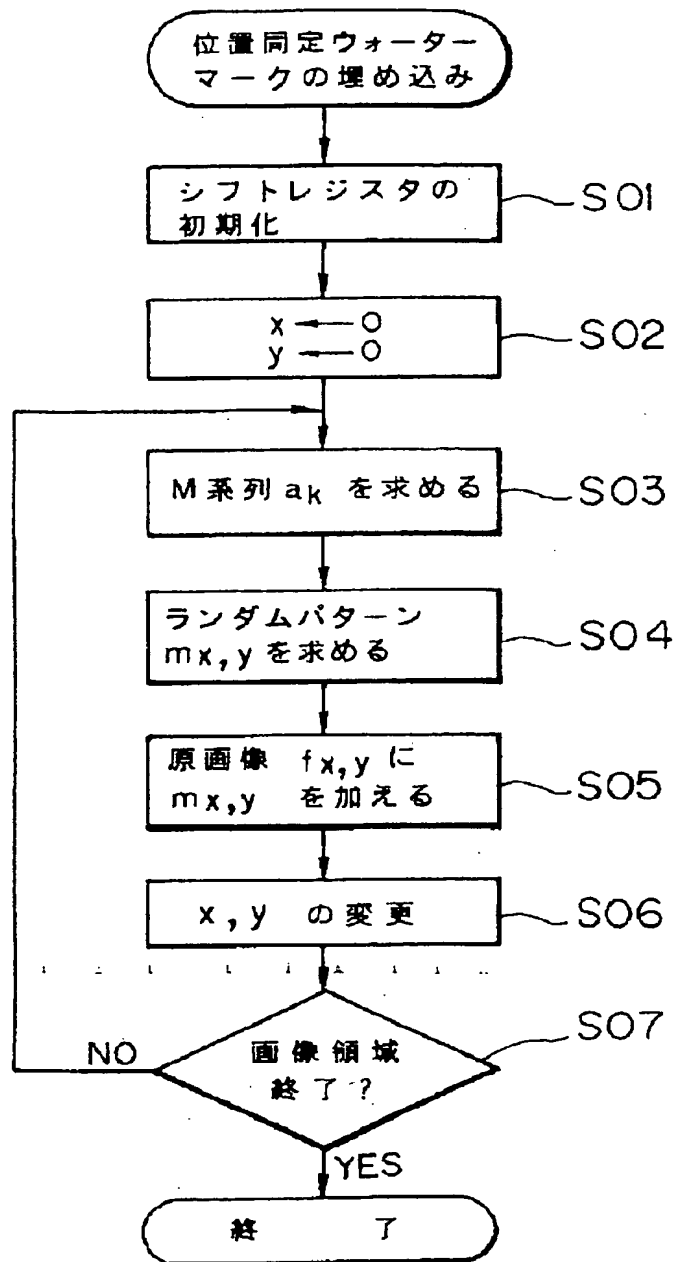 位置同定ウォーター
マークの埋め込み
シフトレジスタの
初期化
S01
x ← 0
y ← 0
S02
M系列 ak を求める
S03
ランダムパターン
mx,y を求める
S04
原画像 fx,y に
mx,y を加える
S05
x,y の変更
S06
画像領域
終了?
S07
NO
YES
終 了